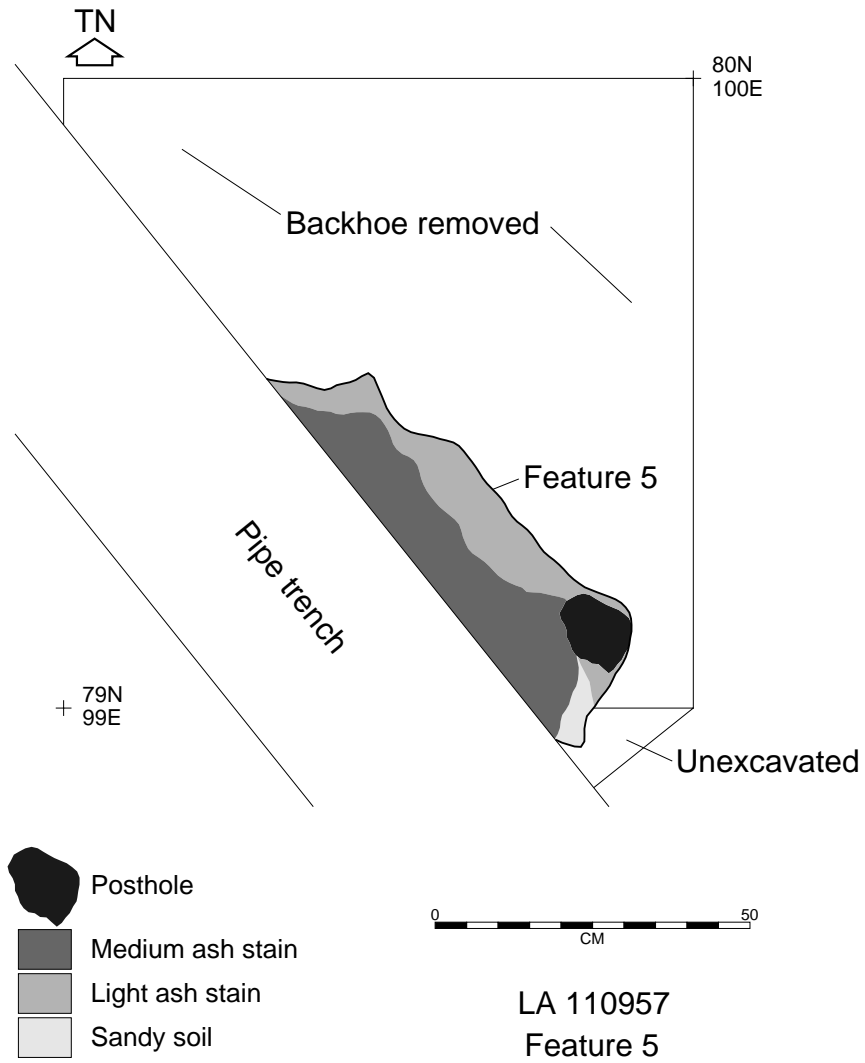 TN
80N
100E
Backhoe removed
Feature 5
Pipe trench
79N
99E
Unexcavated
Posthole
Medium ash stain
Light ash stain
Sandy soil
0 50
CM
LA 110957
Feature 5